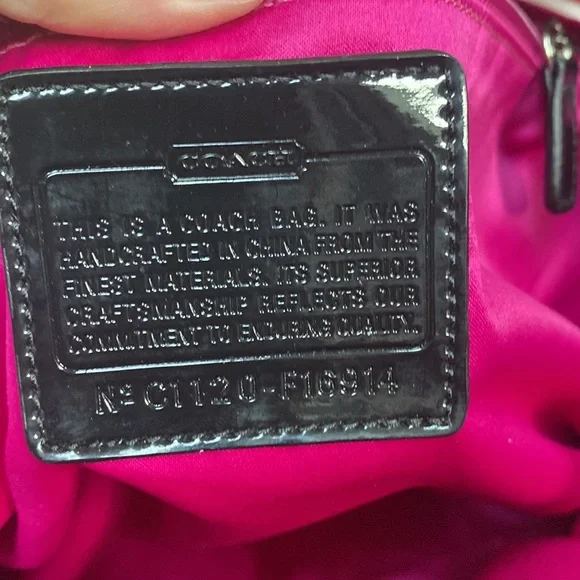 COACH
THIS IS A COACH BAG. IT WAS
HANDCRAFTED IN CHINA FROM THE
FINEST MATERIALS. ITS SUPERIOR
CRAFTSMANSHIP REFLECTS OUR
COMMITMENT TO ENDURING QUALITY.
Nº C1120-F16914